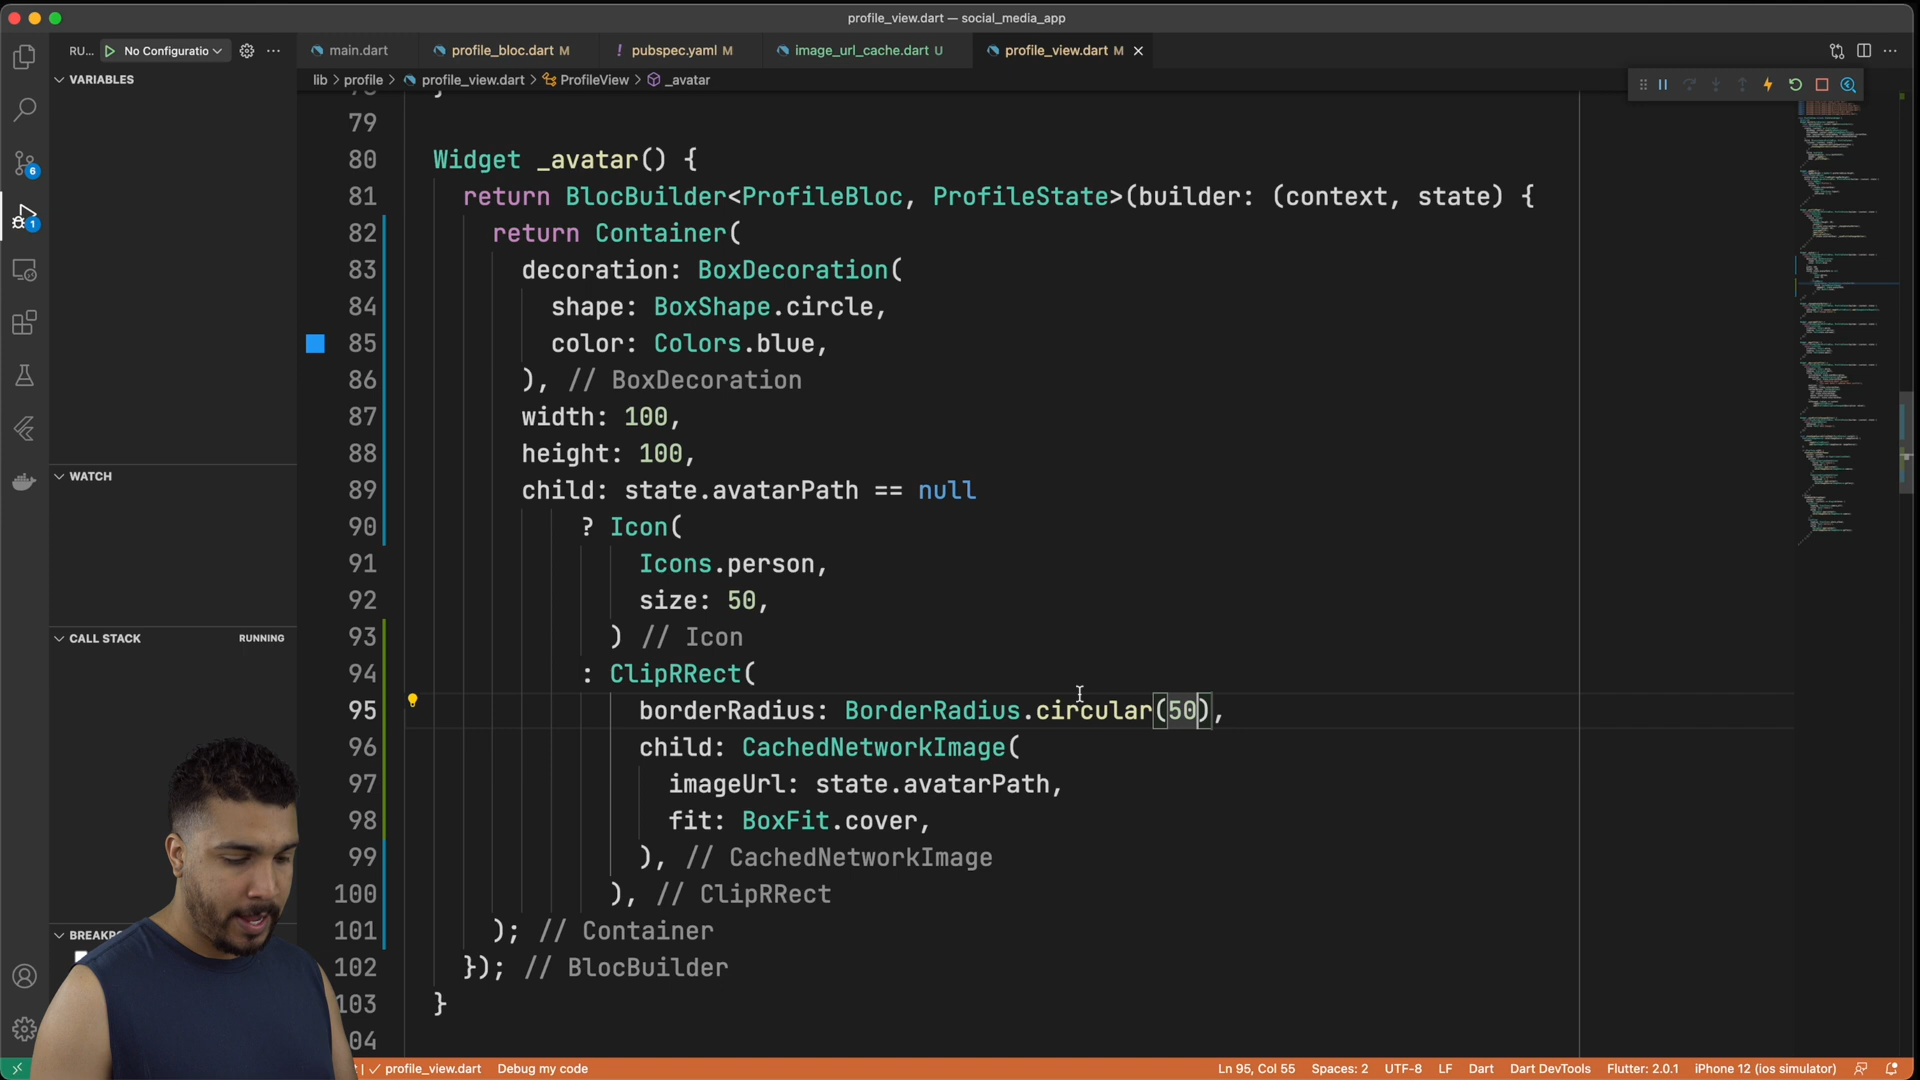 profile_view.dart — social_media_app
RU... No Configuratio
main.dart
profile_bloc.dart M
! pubspec.yaml M
image_url_cache.dart U
profile_view.dart M
lib > profile > profile_view.dart > ProfileView > _avatar
VARIABLES
WATCH
CALL STACK RUNNING
BREAKP
6
1
79
80 Widget _avatar() {
81 return BlocBuilder<ProfileBloc, ProfileState>(builder: (context, state) {
82 return Container(
83 decoration: BoxDecoration(
84 shape: BoxShape.circle,
85 color: Colors.blue,
86 ), // BoxDecoration
87 width: 100,
88 height: 100,
89 child: state.avatarPath == null
90 ? Icon(
91 Icons.person,
92 size: 50,
93 ) // Icon
94 : ClipRRect(
95 borderRadius: BorderRadius.circular(50),
96 child: CachedNetworkImage(
97 imageUrl: state.avatarPath,
98 fit: BoxFit.cover,
99 ), // CachedNetworkImage
100 ), // ClipRRect
101 ); // Container
102 }); // BlocBuilder
103 }
04
profile_view.dart Debug my code Ln 95, Col 55 Spaces: 2 UTF-8 LF Dart Dart DevTools Flutter: 2.0.1 iPhone 12 (ios simulator)